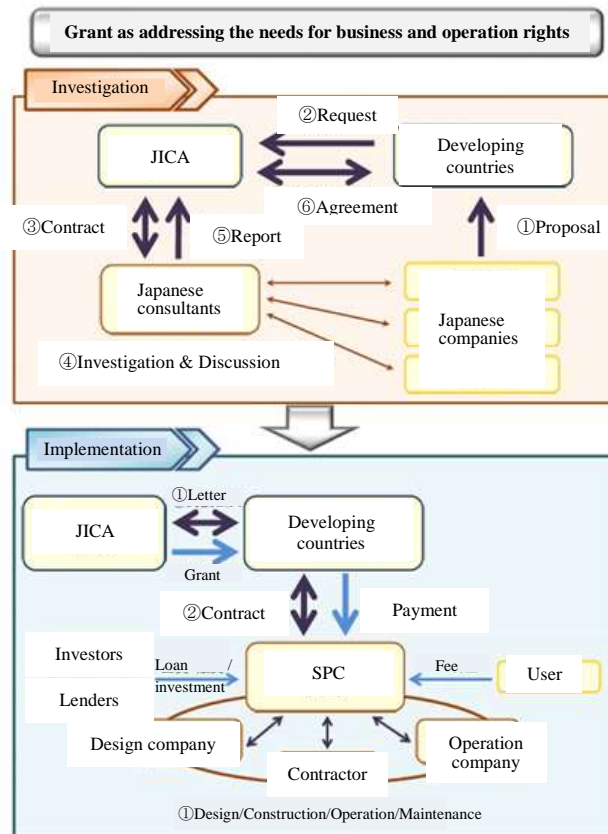 Grant as addressing the needs for business and operation rights
Investigation
②Request
JICA
Developing
countries
⑥Agreement
③Contract
⑤Report
①Proposal
Japanese
consultants
Japanese
companies
④Investigation & Discussion
Implementation
①Letter
JICA
Developing
countries
Grant
②Contract
Payment
Investors
Loan /
investment
SPC
Fee
User
Lenders
Design company
Operation
company
Contractor
①Design/Construction/Operation/Maintenance